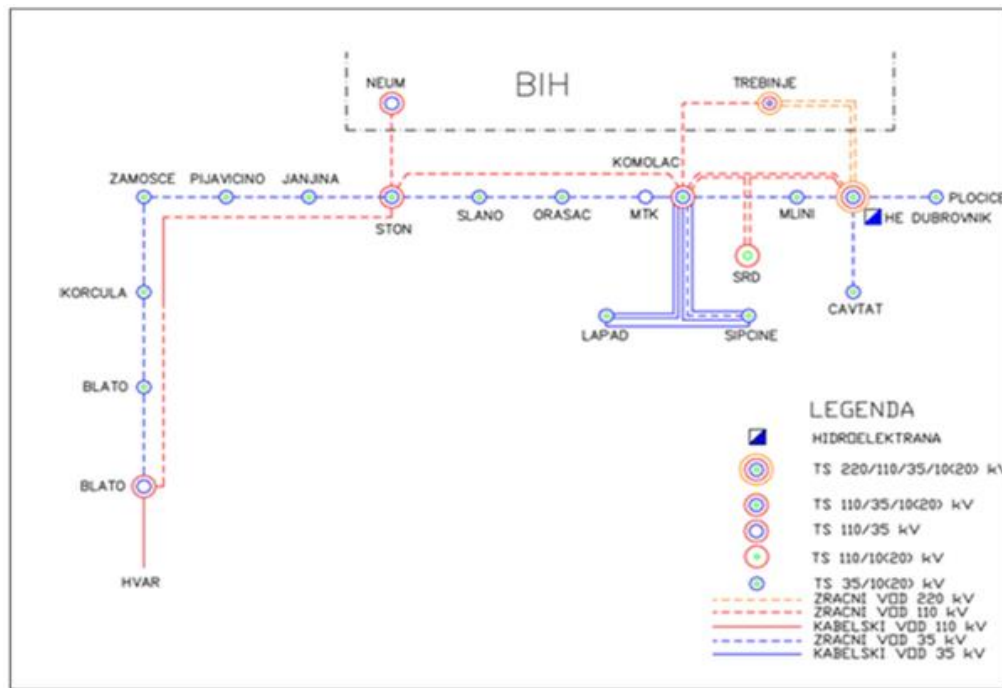 NEUM
BIH
TREBINJE
KOMOLAC
ZAMOSCE
PIJAVICINO
JANJINA
STON
SLANO
ORASAC
MTK
MLINI
PLOCICE
HE DUBROVNIK
SRD
CAVTAT
IKORCULA
LAPAD
SIPCINE
BLATO
BLATO
HVAR
LEGENDA
HIDROELEKTRANA
TS 220/110/35/10(20) kV
TS 110/35/10(20) kV
TS 110/35 kV
TS 110/10(20) kV
TS 35/10(20) kV
ZRACNI VOD 220 kV
ZRACNI VOD 110 kV
KABELSKI VOD 110 kV
ZRACNI VOD 35 kV
KABELSKI VOD 35 kV